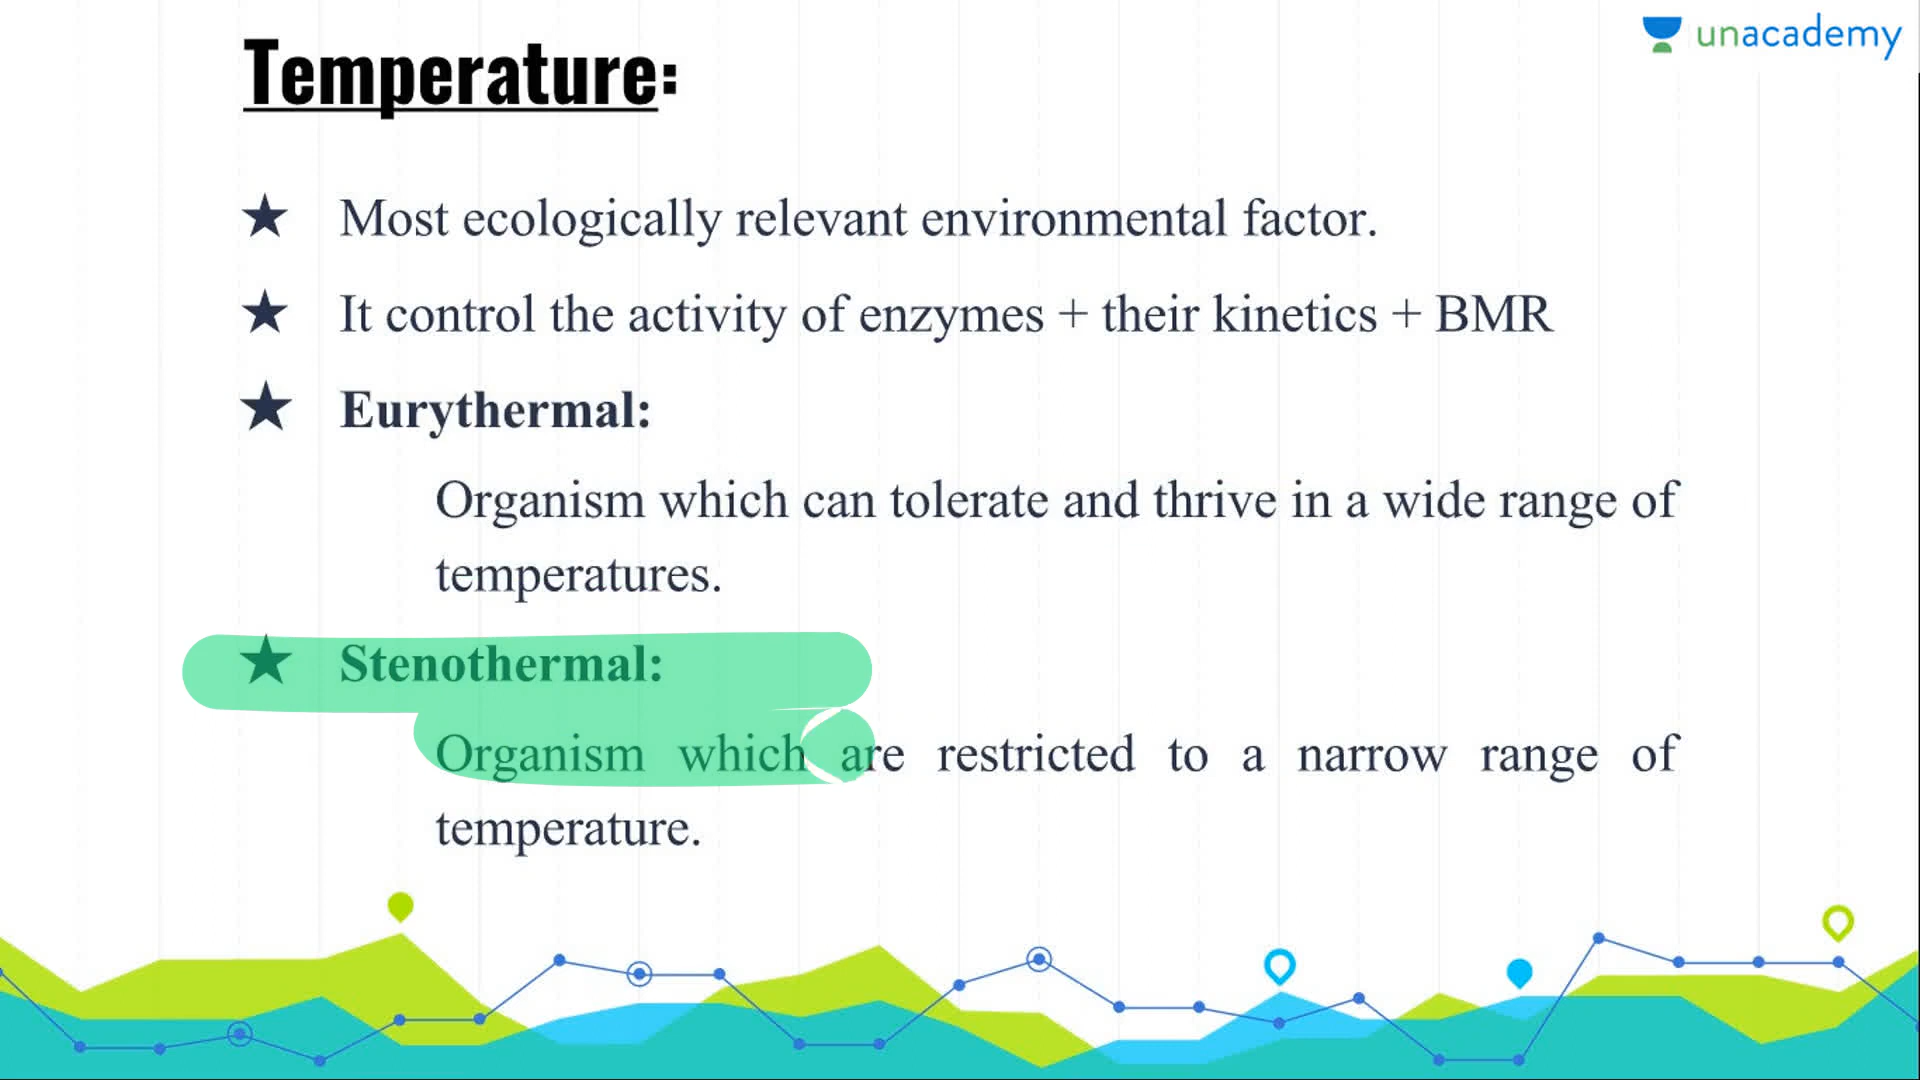 unacademy
Temperature:
★ Most ecologically relevant environmental factor.
★ It control the activity of enzymes + their kinetics + BMR
★ Eurythermal:
Organism which can tolerate and thrive in a wide range of
temperatures.
★ Stenothermal:
Organism which are restricted to a narrow range of
temperature.